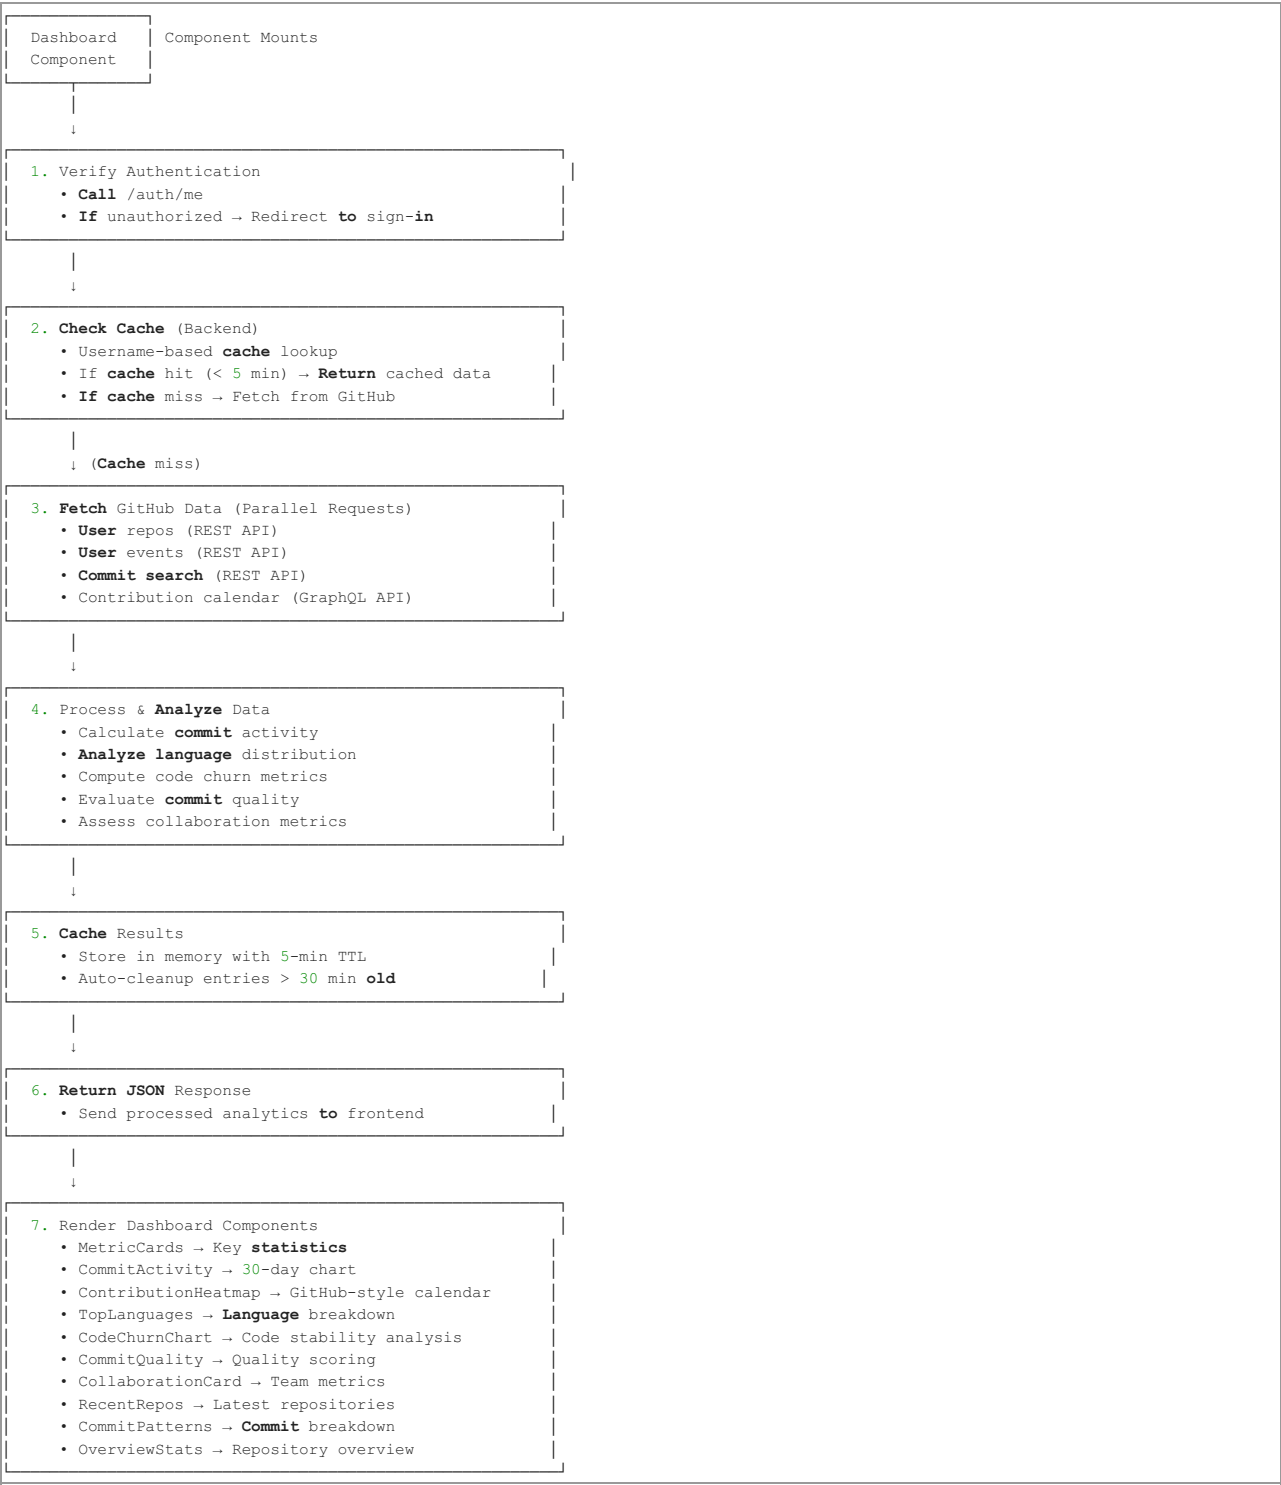 Dashboard Component Mounts
Component
↓
1. Verify Authentication
• Call /auth/me
• If unauthorized → Redirect to sign-in
↓
2. Check Cache (Backend)
• Username-based cache lookup
• If cache hit (< 5 min) → Return cached data
• If cache miss → Fetch from GitHub
↓ (Cache miss)
3. Fetch GitHub Data (Parallel Requests)
• User repos (REST API)
• User events (REST API)
• Commit search (REST API)
• Contribution calendar (GraphQL API)
↓
4. Process & Analyze Data
• Calculate commit activity
• Analyze language distribution
• Compute code churn metrics
• Evaluate commit quality
• Assess collaboration metrics
↓
5. Cache Results
• Store in memory with 5-min TTL
• Auto-cleanup entries > 30 min old
↓
6. Return JSON Response
• Send processed analytics to frontend
↓
7. Render Dashboard Components
• MetricCards → Key statistics
• CommitActivity → 30-day chart
• ContributionHeatmap → GitHub-style calendar
• TopLanguages → Language breakdown
• CodeChurnChart → Code stability analysis
• CommitQuality → Quality scoring
• CollaborationCard → Team metrics
• RecentRepos → Latest repositories
• CommitPatterns → Commit breakdown
• OverviewStats → Repository overview